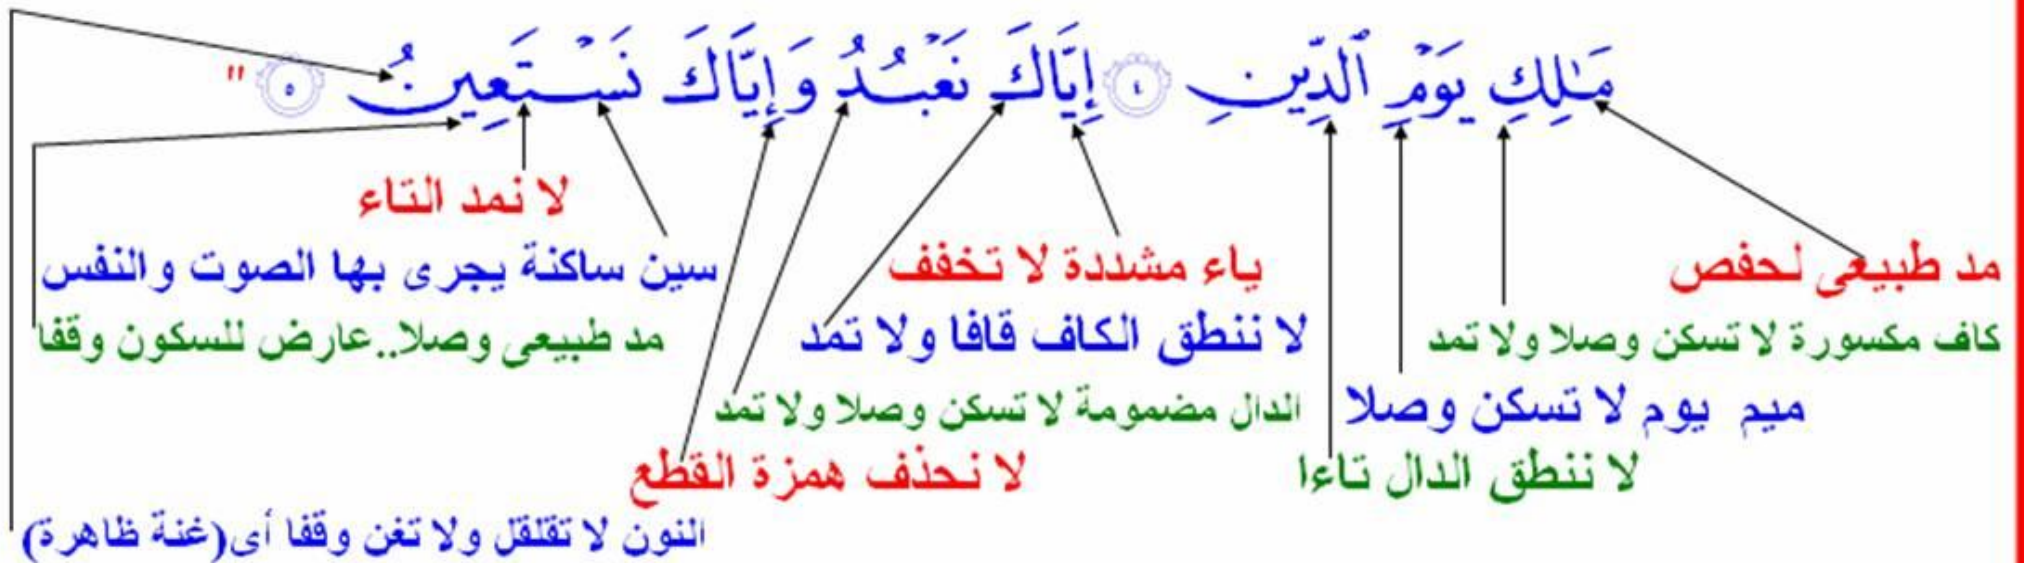 مَـٰلِكِ يَوْمِ ٱلدِّينِ ٤ إِيَّاكَ نَعْبُدُ وَإِيَّاكَ نَسْتَعِينُ ٥ "
لا نمد التاء
مد طبيعى لحفص
ياء مشددة لا تخفف
سين ساكنة يجرى بها الصوت والنفس
كاف مكسورة لا تسكن وصلا ولا تمد
لا ننطق الكاف قافا ولا تمد
مد طبيعى وصلا..عارض للسكون وقفا
ميم يوم لا تسكن وصلا
الدال مضمومة لا تسكن وصلا ولا تمد
لا ننطق الدال تاءا
لا نحذف همزة القطع
النون لا تقلقل ولا تغن وقفا أى(غنة ظاهرة)